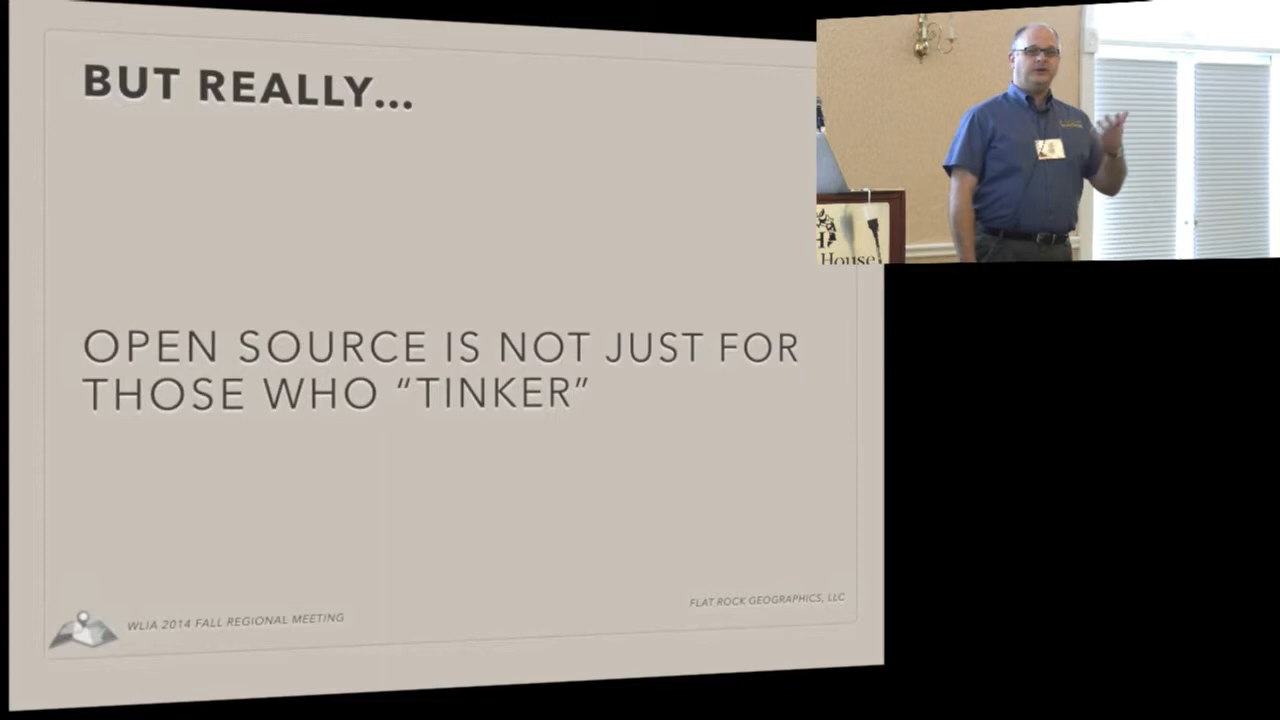 BUT REALLY...
OPEN SOURCE IS NOT JUST FOR
THOSE WHO “TINKER”
WLIA 2014 FALL REGIONAL MEETING
FLAT ROCK GEOGRAPHICS, LLC
House